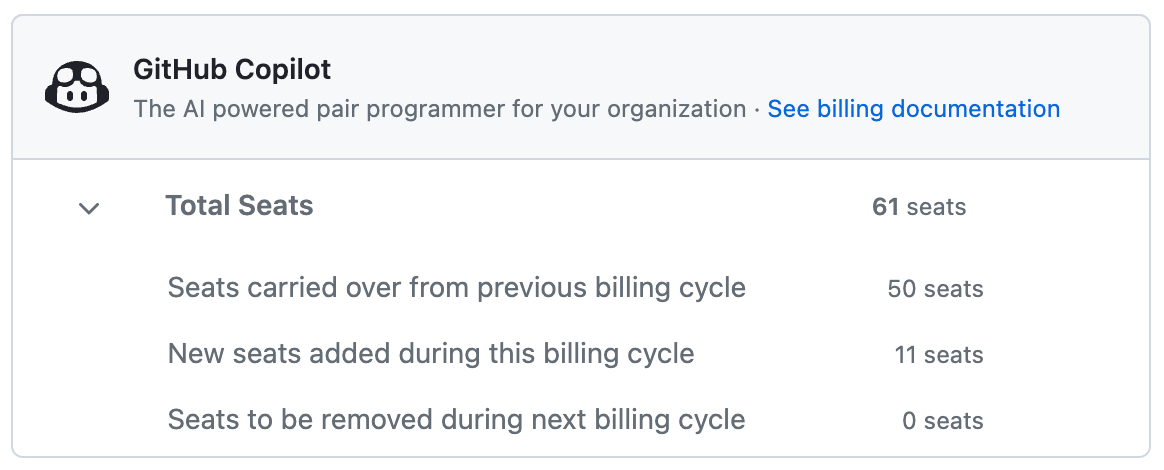 GitHub Copilot
The AI powered pair programmer for your organization · See billing documentation
Total Seats 61 seats
Seats carried over from previous billing cycle 50 seats
New seats added during this billing cycle 11 seats
Seats to be removed during next billing cycle 0 seats